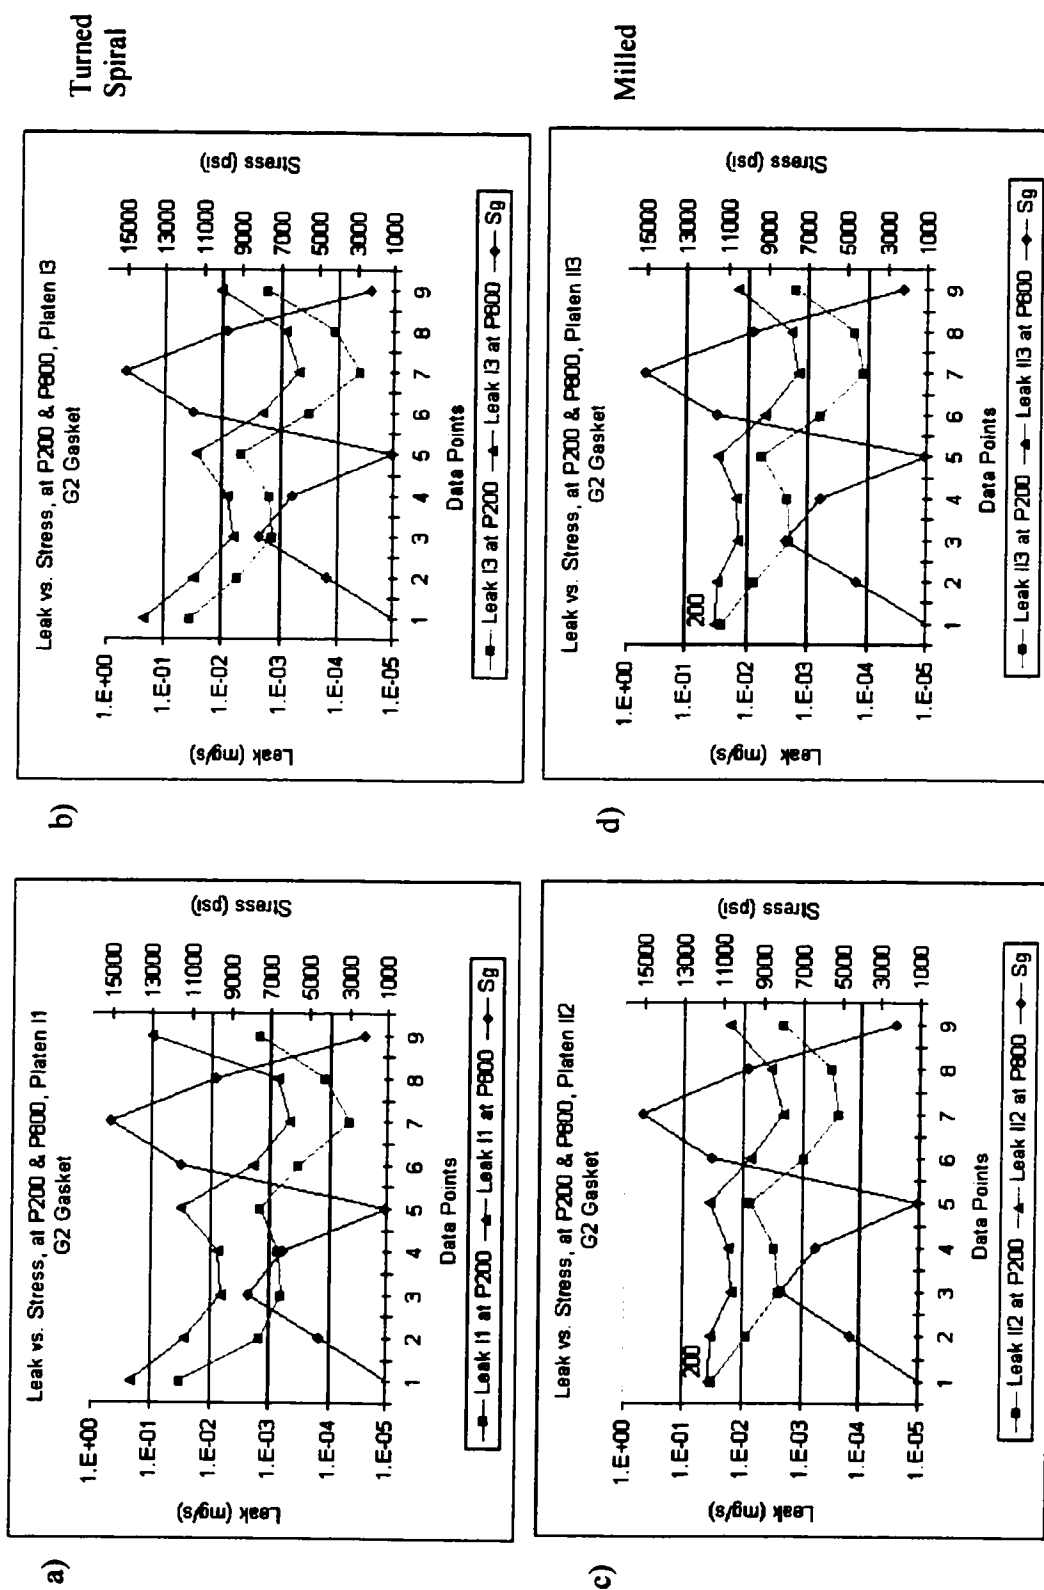 a)
Leak vs. Stress, at P200 & P800, Platen I1
G2 Gasket
Leak (mg/s)
1.E+00
1.E-01
1.E-02
1.E-03
1.E-04
1.E-05
Stress (psi)
15000
13000
11000
9000
7000
5000
3000
1000
1 2 3 4 5 6 7 8 9
Data Points
Leak I1 at P200 Leak I1 at P800 Sg
b)
Leak vs. Stress, at P200 & P800, Platen I3
G2 Gasket
Leak (mg/s)
1.E+00
1.E-01
1.E-02
1.E-03
1.E-04
1.E-05
Stress (psi)
15000
13000
11000
9000
7000
5000
3000
1000
1 2 3 4 5 6 7 8 9
Data Points
Leak I3 at P200 Leak I3 at P800 Sg
Turned
Spiral
c)
Leak vs. Stress, at P200 & P800, Platen II2
G2 Gasket
Leak (mg/s)
1.E+00
1.E-01
1.E-02
1.E-03
1.E-04
1.E-05
200
Stress (psi)
15000
13000
11000
9000
7000
5000
3000
1000
1 2 3 4 5 6 7 8 9
Data Points
Leak II2 at P200 Leak II2 at P800 Sg
d)
Leak vs. Stress, at P200 & P800, Platen II3
G2 Gasket
Leak (mg/s)
1.E+00
1.E-01
1.E-02
1.E-03
1.E-04
1.E-05
200
Stress (psi)
15000
13000
11000
9000
7000
5000
3000
1000
1 2 3 4 5 6 7 8 9
Data Points
Leak II3 at P200 Leak II3 at P800 Sg
Milled